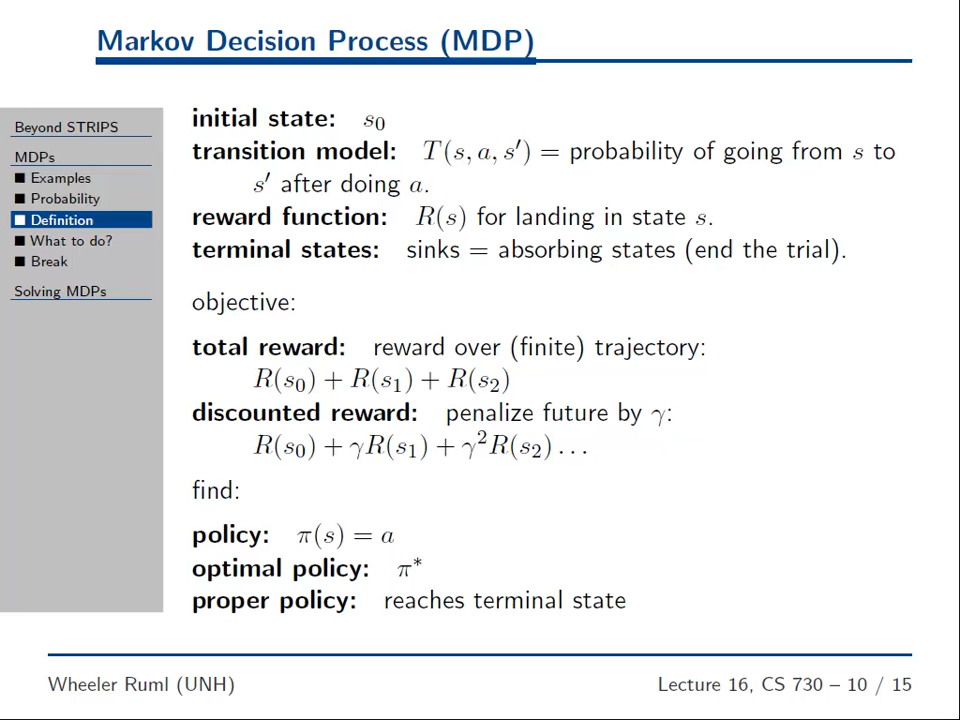 Markov Decision Process (MDP)
Beyond STRIPS
MDPs
■ Examples
■ Probability
■ Definition
■ What to do?
■ Break
Solving MDPs
initial state: s₀
transition model: T(s, a, s′) = probability of going from s to
s′ after doing a.
reward function: R(s) for landing in state s.
terminal states: sinks = absorbing states (end the trial).
objective:
total reward: reward over (finite) trajectory:
R(s₀) + R(s₁) + R(s₂)
discounted reward: penalize future by γ:
R(s₀) + γR(s₁) + γ²R(s₂) . . .
find:
policy: π(s) = a
optimal policy: π*
proper policy: reaches terminal state
Wheeler Ruml (UNH)
Lecture 16, CS 730 – 10 / 15